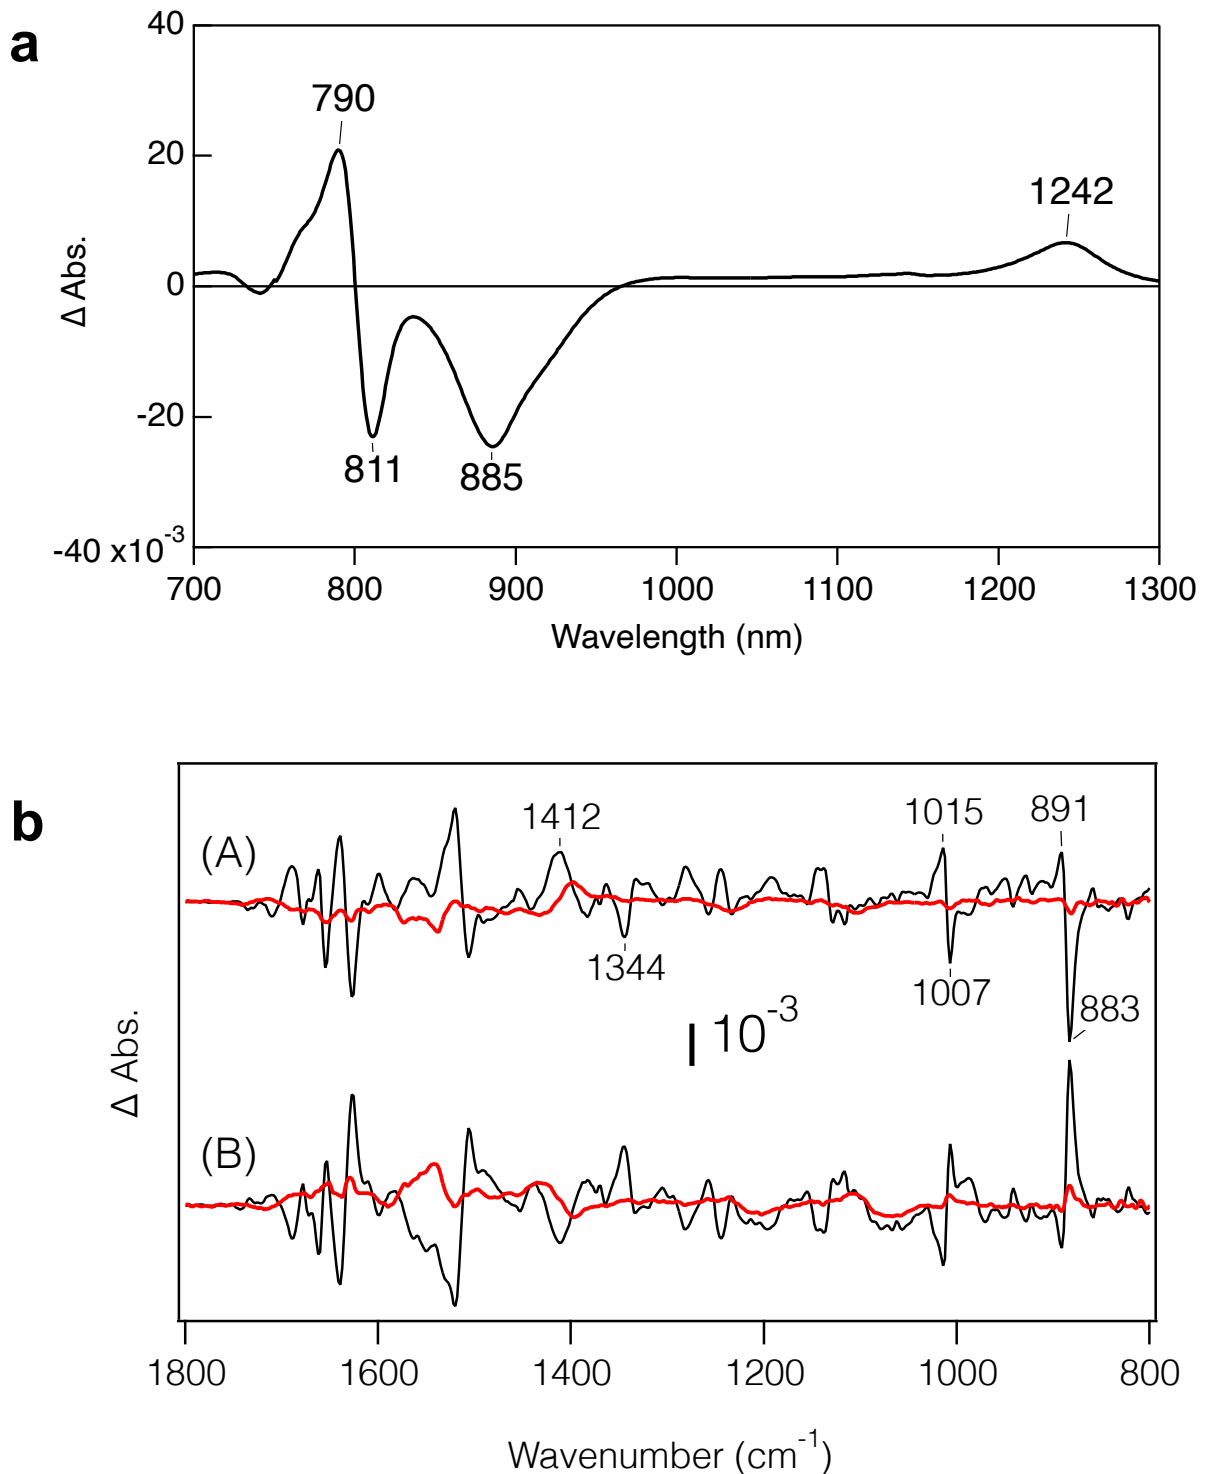 a
40
790
20
1242
Δ Abs.
0
-20
811
885
-40 x10-3
700 800 900 1000 1100 1200 1300
Wavelength (nm)
b
(A)
1412
1015
891
1344
1007
883
10-3
Δ Abs.
(B)
1800 1600 1400 1200 1000 800
Wavenumber (cm-1)